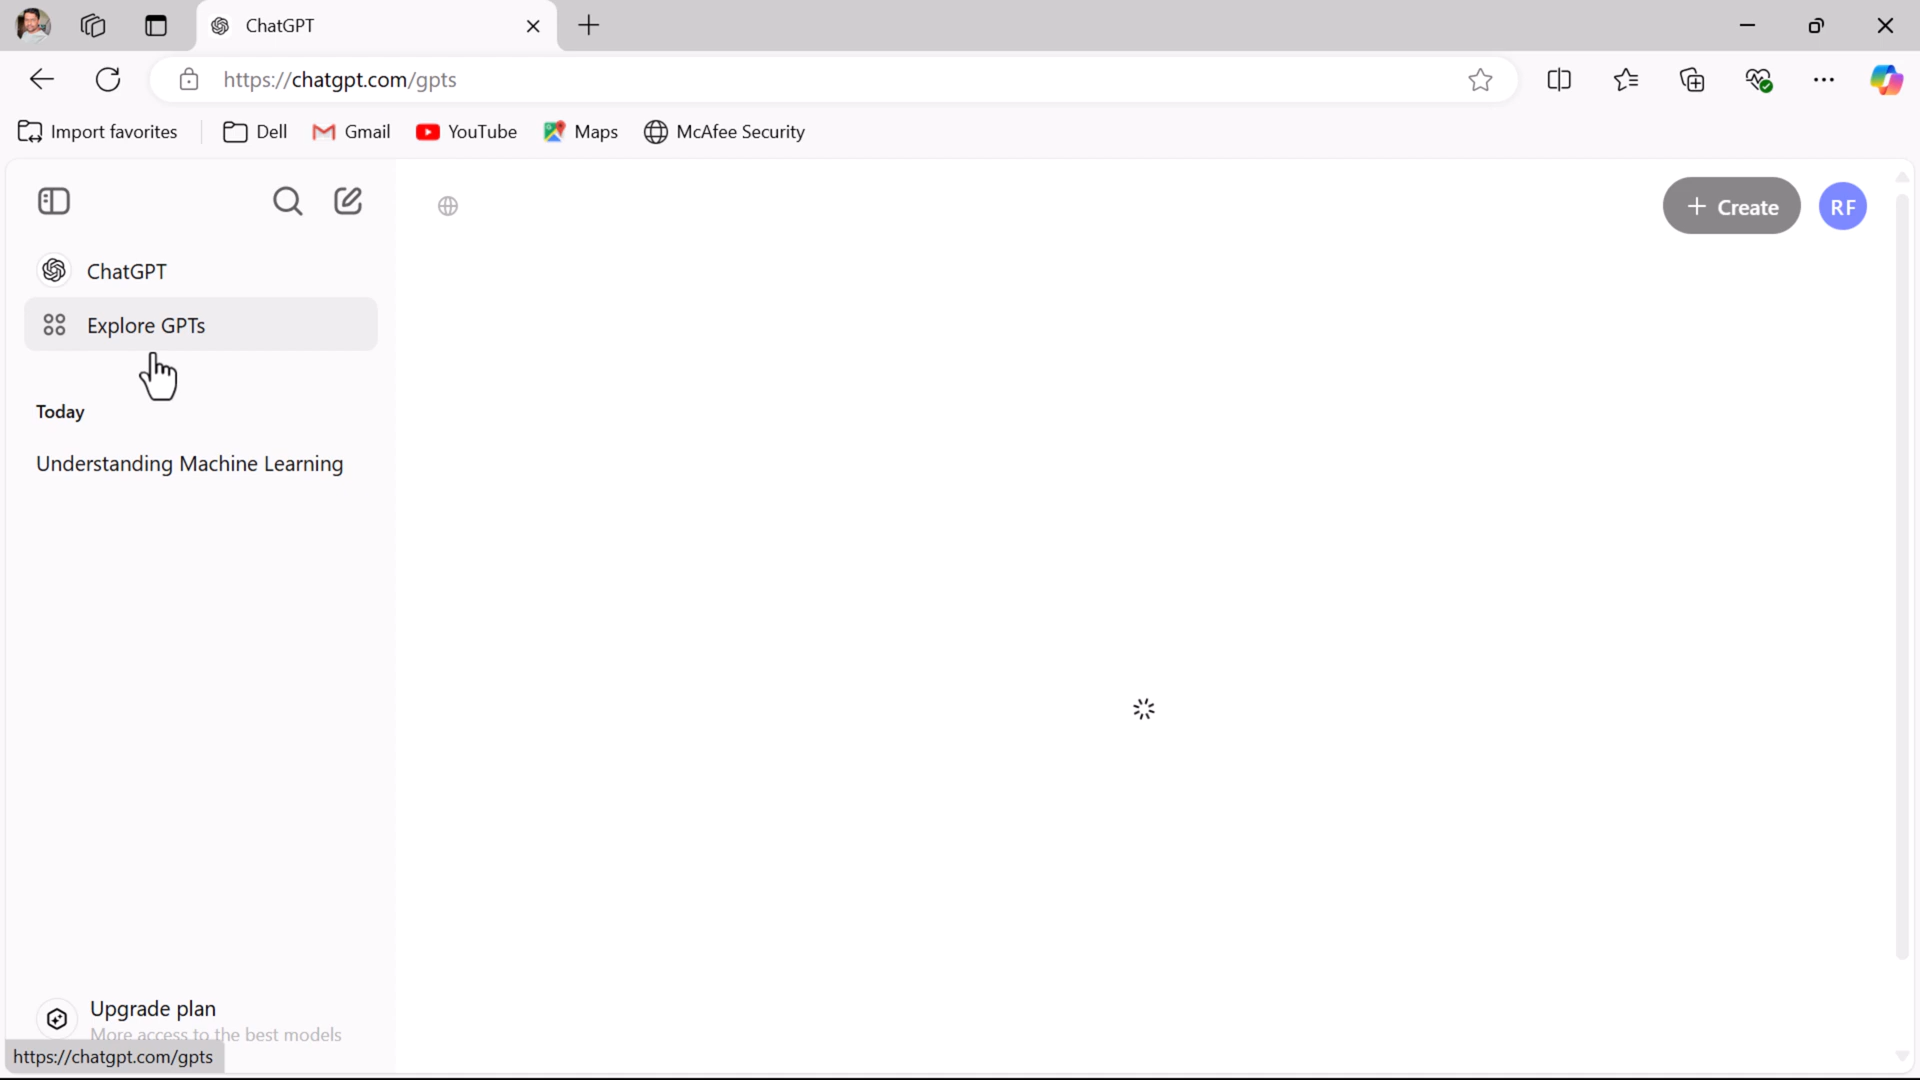 ChatGPT
https://chatgpt.com/gpts
Import favorites
Dell
Gmail
YouTube
Maps
McAfee Security
Create
RF
ChatGPT
Explore GPTs
Today
Understanding Machine Learning
Upgrade plan
More access to the best models
https://chatgpt.com/gpts